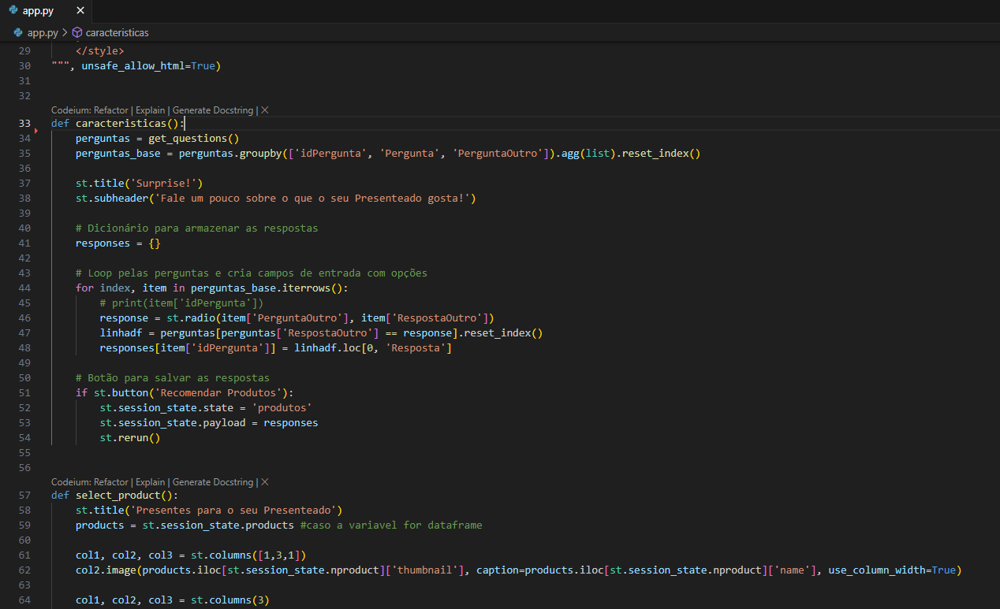 app.py ×
app.py > caracteristicas
29 </style>
30 """, unsafe_allow_html=True)
31
32
Codeium: Refactor | Explain | Generate Docstring | ×
33 def caracteristicas():
34     perguntas = get_questions()
35     perguntas_base = perguntas.groupby(['idPergunta', 'Pergunta', 'PerguntaOutro']).agg(list).reset_index()
36
37     st.title('Surprise!')
38     st.subheader('Fale um pouco sobre o que o seu Presenteado gosta!')
39
40     # Dicionário para armazenar as respostas
41     responses = {}
42
43     # Loop pelas perguntas e cria campos de entrada com opções
44     for index, item in perguntas_base.iterrows():
45         # print(item['idPergunta'])
46         response = st.radio(item['PerguntaOutro'], item['RespostaOutro'])
47         linhadf = perguntas[perguntas['RespostaOutro'] == response].reset_index()
48         responses[item['idPergunta']] = linhadf.loc[0, 'Resposta']
49
50     # Botão para salvar as respostas
51     if st.button('Recomendar Produtos'):
52         st.session_state.state = 'produtos'
53         st.session_state.payload = responses
54         st.rerun()
55
56
Codeium: Refactor | Explain | Generate Docstring | ×
57 def select_product():
58     st.title('Presentes para o seu Presenteado')
59     products = st.session_state.products #caso a variavel for dataframe
60
61     col1, col2, col3 = st.columns([1,3,1])
62     col2.image(products.iloc[st.session_state.nproduct]['thumbnail'], caption=products.iloc[st.session_state.nproduct]['name'], use_column_width=True)
63
64     col1, col2, col3 = st.columns(3)